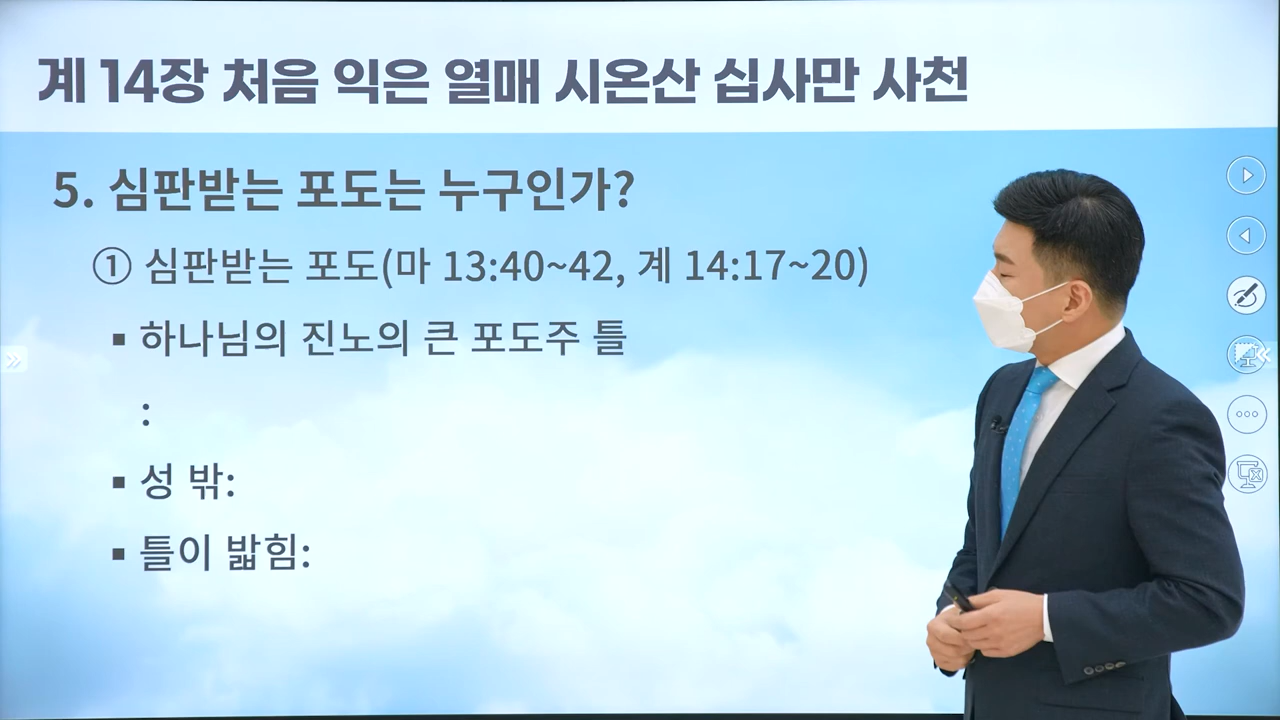 계 14장 처음 익은 열매 시온산 십사만 사천
5. 심판받는 포도는 누구인가?
① 심판받는 포도(마 13:40~42, 계 14:17~20)
▪ 하나님의 진노의 큰 포도주 틀
:
▪ 성 밖:
▪ 틀이 밟힘: